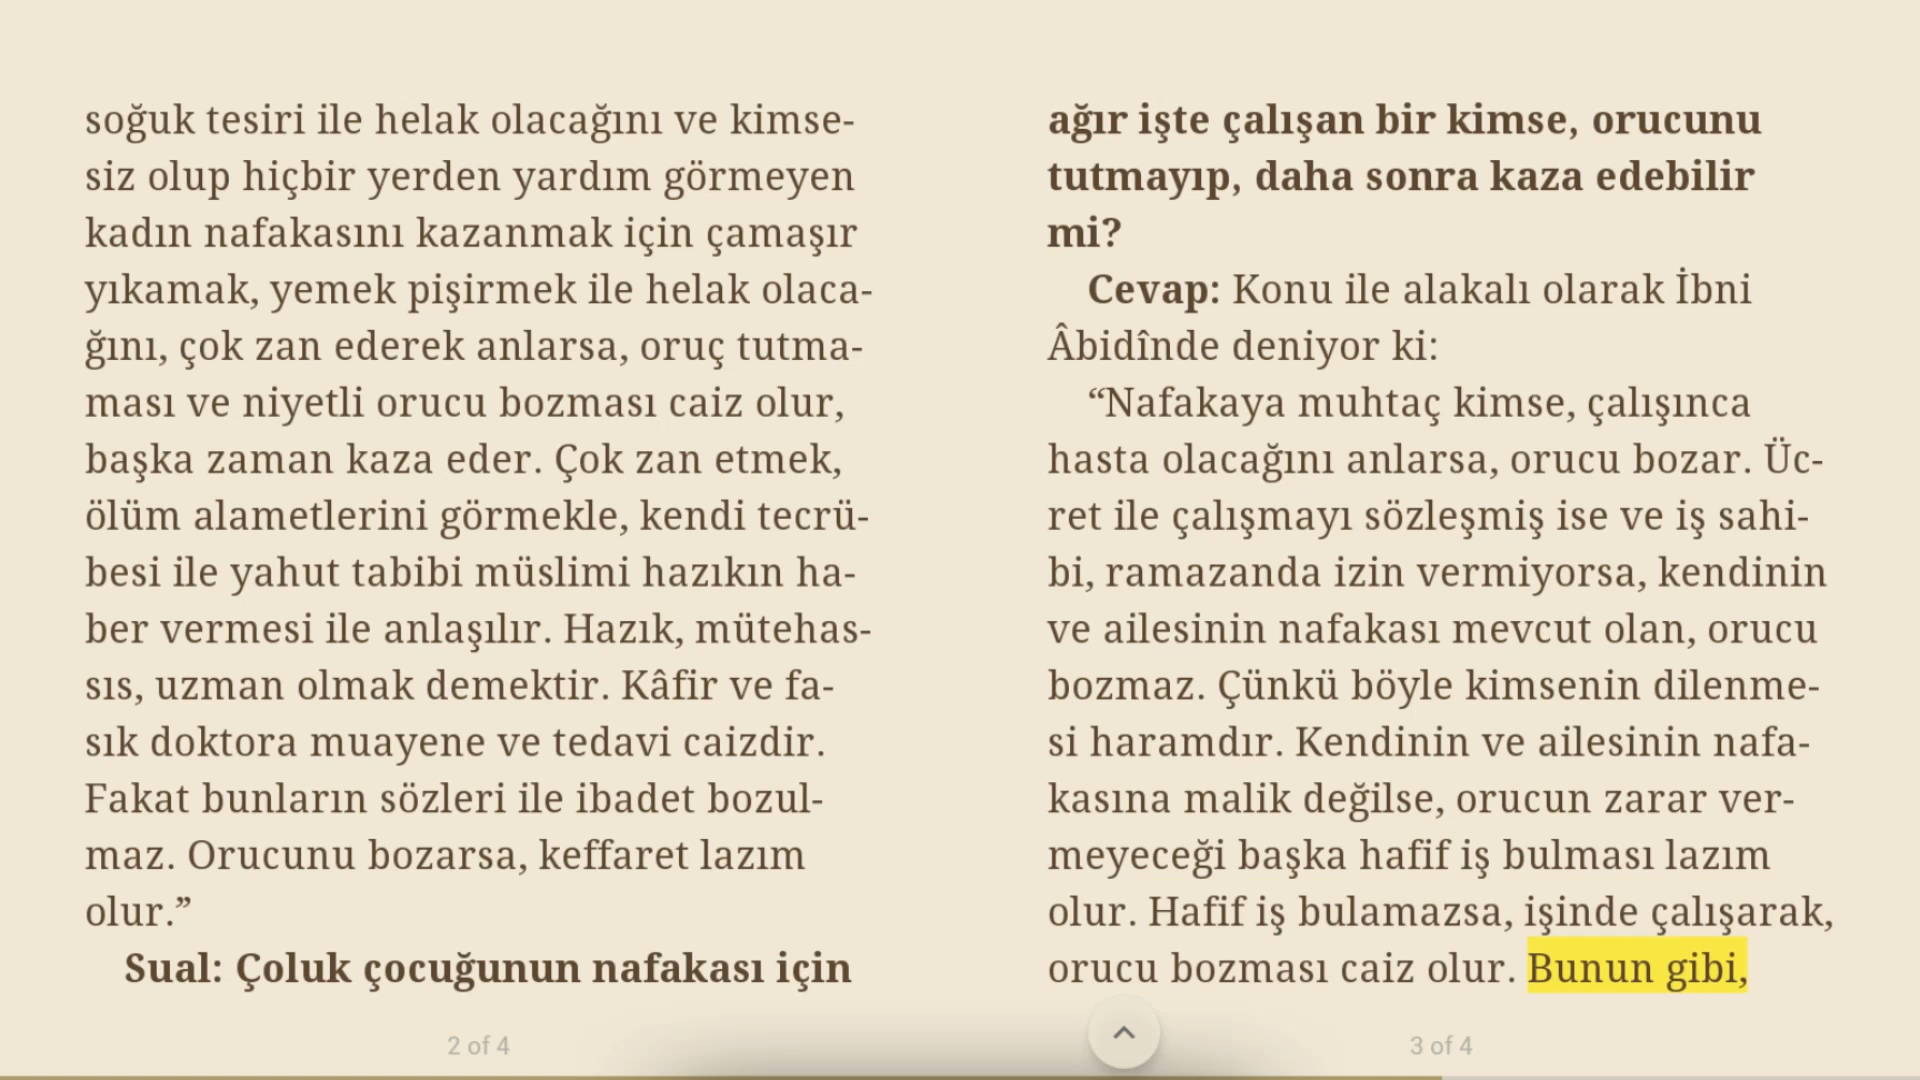 soğuk tesiri ile helak olacağını ve kimse-
siz olup hiçbir yerden yardım görmeyen
kadın nafakasını kazanmak için çamaşır
yıkamak, yemek pişirmek ile helak olaca-
ğını, çok zan ederek anlarsa, oruç tutma-
ması ve niyetli orucu bozması caiz olur,
başka zaman kaza eder. Çok zan etmek,
ölüm alametlerini görmekle, kendi tecrü-
besi ile yahut tabibi müslimi hazıkın ha-
ber vermesi ile anlaşılır. Hazık, mütehas-
sıs, uzman olmak demektir. Kâfir ve fa-
sık doktora muayene ve tedavi caizdir.
Fakat bunların sözleri ile ibadet bozul-
maz. Orucunu bozarsa, keffaret lazım
olur.”
Sual: Çoluk çocuğunun nafakası için
2 of 4
ağır işte çalışan bir kimse, orucunu
tutmayıp, daha sonra kaza edebilir
mi?
Cevap: Konu ile alakalı olarak İbni
Âbidînde deniyor ki:
“Nafakaya muhtaç kimse, çalışınca
hasta olacağını anlarsa, orucu bozar. Üc-
ret ile çalışmayı sözleşmiş ise ve iş sahi-
bi, ramazanda izin vermiyorsa, kendinin
ve ailesinin nafakası mevcut olan, orucu
bozmaz. Çünkü böyle kimsenin dilenme-
si haramdır. Kendinin ve ailesinin nafa-
kasına malik değilse, orucun zarar ver-
meyeceği başka hafif iş bulması lazım
olur. Hafif iş bulamazsa, işinde çalışarak,
orucu bozması caiz olur. Bunun gibi,
3 of 4